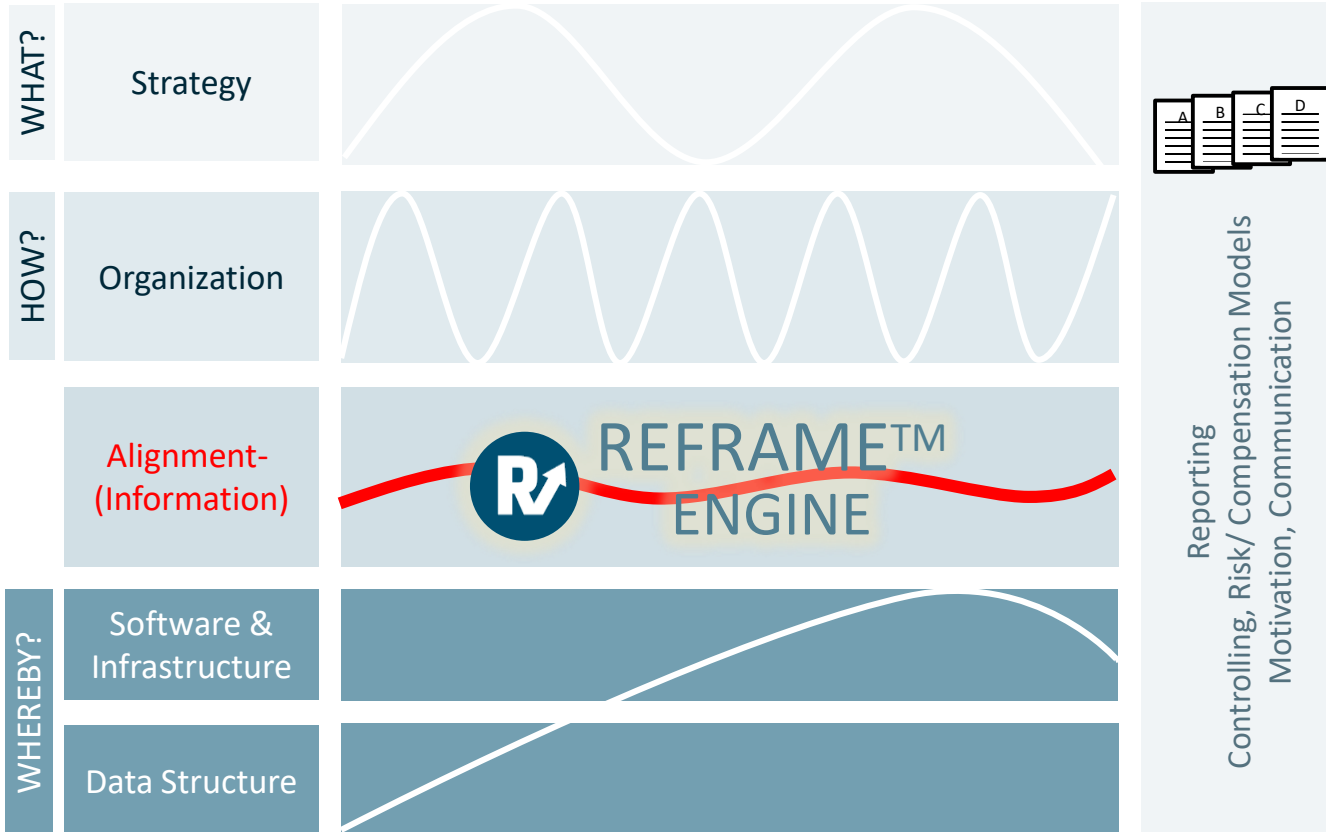 WHAT?
Strategy
HOW?
Organization
Alignment-
(Information)
REFRAME™
ENGINE
WHEREBY?
Software &
Infrastructure
Data Structure
A
B
C
D
Reporting
Controlling, Risk/ Compensation Models
Motivation, Communication